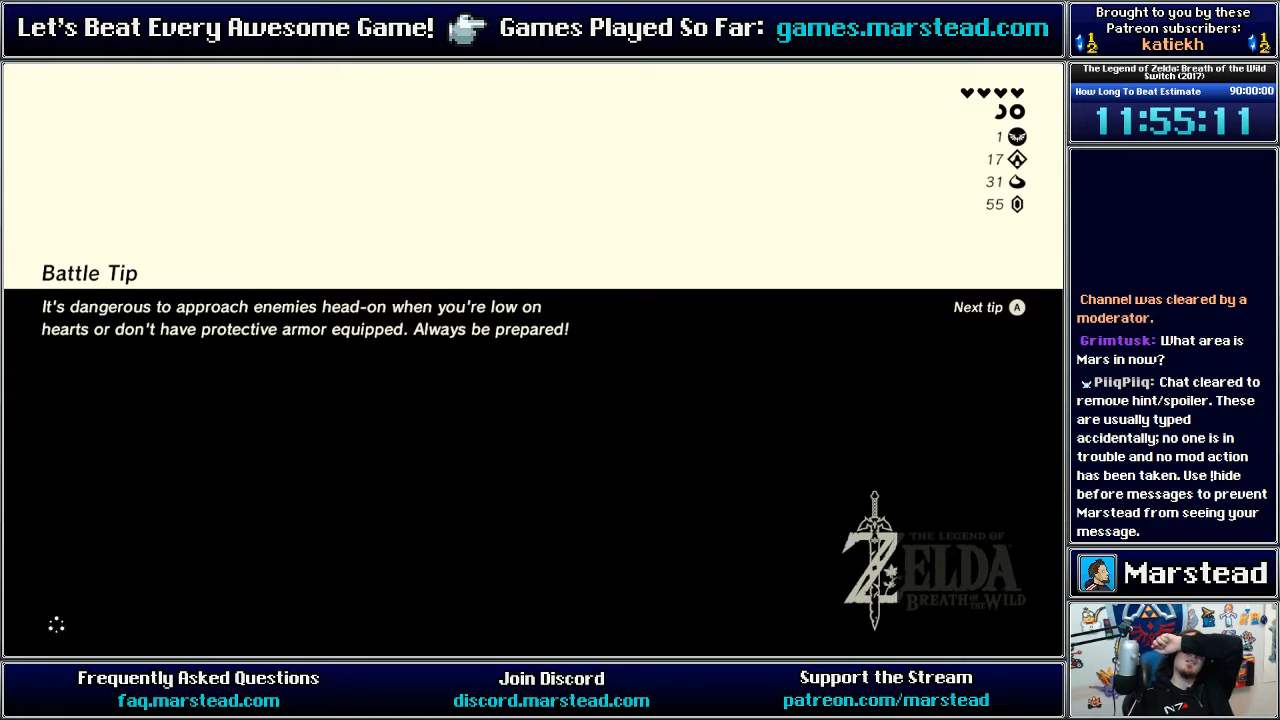 Let's Beat Every Awesome Game!
Games Played So Far: games.marstead.com
Brought to you by these
Patreon subscribers:
katiekh
The Legend of Zelda: Breath of the Wild
Switch (2017)
How Long To Beat Estimate 90:00:00
11:55:11
1
17
31
55
Battle Tip
It's dangerous to approach enemies head-on when you're low on
hearts or don't have protective armor equipped. Always be prepared!
Next tip A
THE LEGEND OF
ZELDA
BREATH OF THE WILD
Channel was cleared by a
moderator.
Grimtusk: What area is
Mars in now?
PiiqPiiq: Chat cleared to
remove hint/spoiler. These
are usually typed
accidentally; no one is in
trouble and no mod action
has been taken. Use !hide
before messages to prevent
Marstead from seeing your
message.
Marstead
N7
Frequently Asked Questions
faq.marstead.com
Join Discord
discord.marstead.com
Support the Stream
patreon.com/marstead